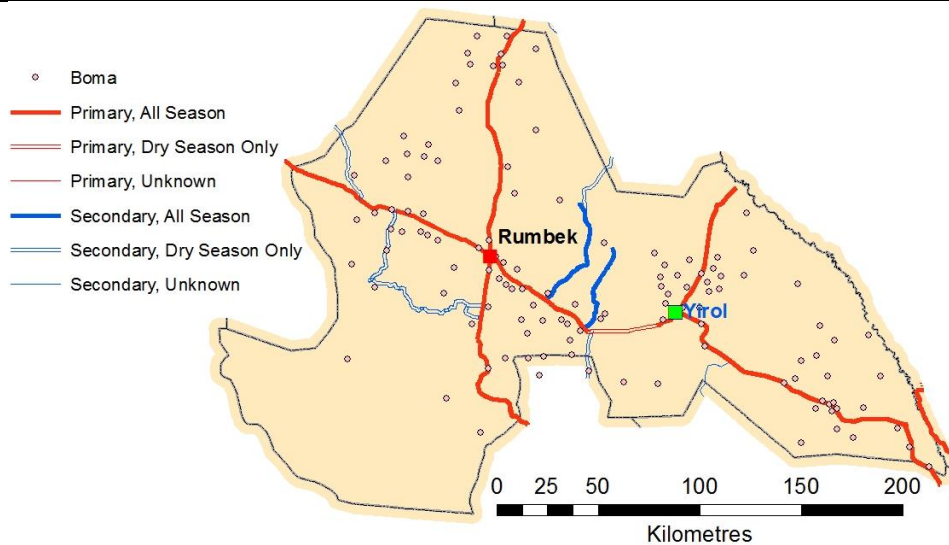 Boma
Primary, All Season
Primary, Dry Season Only
Primary, Unknown
Secondary, All Season
Secondary, Dry Season Only
Secondary, Unknown
Rumbek
Yirol
0 25 50 100 150 200
Kilometres